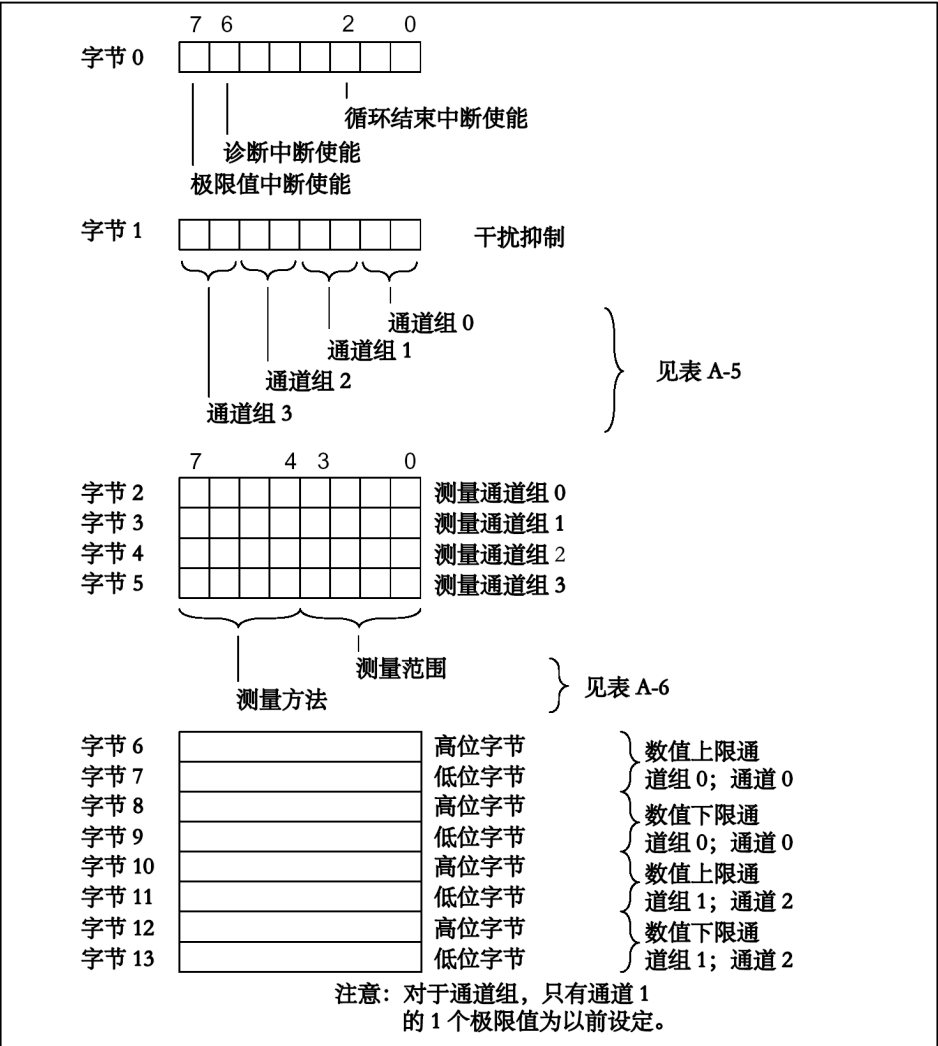 7 6 2 0
字节 0
循环结束中断使能
诊断中断使能
极限值中断使能
字节 1 干扰抑制
通道组 0
通道组 1
通道组 2
通道组 3
见表 A-5
7 4 3 0
字节 2 测量通道组 0
字节 3 测量通道组 1
字节 4 测量通道组 2
字节 5 测量通道组 3
测量范围
测量方法
见表 A-6
字节 6 高位字节 数值上限通
字节 7 低位字节 道组 0；通道 0
字节 8 高位字节 数值下限通
字节 9 低位字节 道组 0；通道 0
字节 10 高位字节 数值上限通
字节 11 低位字节 道组 1；通道 2
字节 12 高位字节 数值下限通
字节 13 低位字节 道组 1；通道 2
注意：对于通道组，只有通道 1
的 1 个极限值为以前设定。